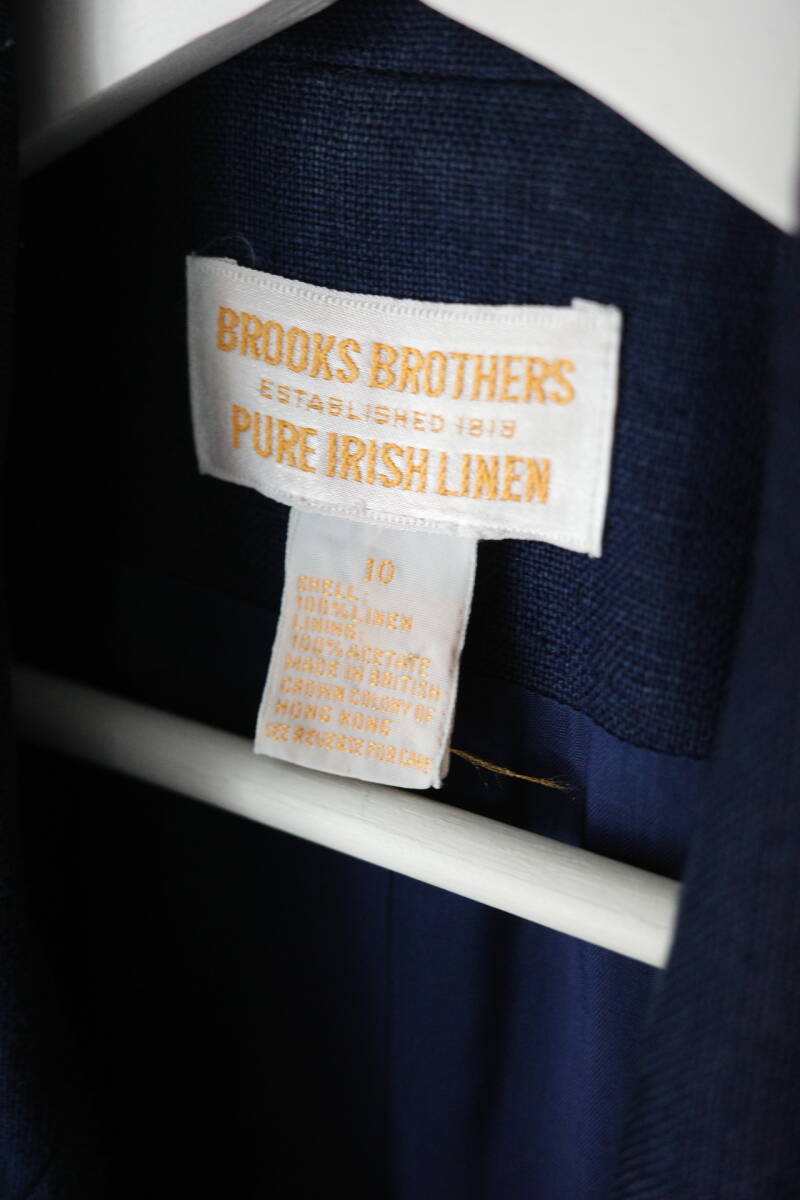 BROOKS BROTHERS
ESTABLISHED 1818
PURE IRISH LINEN
10
SHELL:
100% LINEN
LINING:
100% ACETATE
MADE IN BRITISH
CROWN COLONY OF
HONG KONG
SEE REVERSE FOR CARE